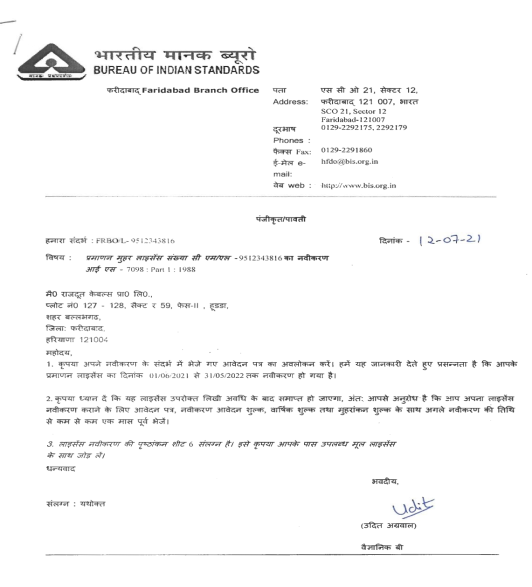 भारतीय मानक ब्यूरो
BUREAU OF INDIAN STANDARDS
मानकः पथप्रदर्शकः
फरीदाबाद् Faridabad Branch Office
पता एस सी ओ 21, सेक्टर 12,
Address: फरीदाबाद् 121 007, भारत
SCO 21, Sector 12
Faridabad-121007
दूरभाष 0129-2292175, 2292179
Phones :
फैक्स Fax: 0129-2291860
ई-मेल e- hfdo@bis.org.in
mail:
वेब web : http://www.bis.org.in
पंजीकृत/पावती
हमारा संदर्भ : FRBO/L- 9512343816 दिनांक - 12-07-21
विषय : प्रमाणन मुहर लाइसेंस संख्या सी एम/एल -9512343816 का नवीकरण
आई एस - 7098 : Part 1 : 1988
मै0 राजदूत केबल्स प्रा0 लि0.,
प्लोट नं0 127 - 128, सैक्ट र 59, फेस-II , हूडडा,
शहर बल्लभगढ,
जिला: फरीदाबाद,
हरियाणा 121004
महोदय,
1. कृपया अपने नवीकरण के संदर्भ में भेजे गए आवेदन पत्र का अवलोकन करें। हमें यह जानकारी देते हुए प्रसन्नता है कि आपके
प्रमाणन लाइसेंस का दिनांक 01/06/2021 से 31/05/2022 तक नवीकरण हो गया है।
2. कृपया ध्यान दे कि यह लाइसेंस उपरोक्त लिखी अवधि के बाद समाप्त हो जाएगा, अंत: आपसे अनुरोध है कि आप अपना लाइसेंस
नवीकरण कराने के लिए आवेदन पत्र, नवीकरण आवेदन शुल्क, वार्षिक शुल्क तथा मुहरांकन शुल्क के साथ अगले नवीकरण की तिथि
से कम से कम एक मास पूर्व भेजें।
3. लाइसेंस नवीकरण की पृष्ठांकन शीट 6 संलग्न है। इसे कृपया आपके पास उपलब्ध मूल लाइसेंस
के साथ जोड लें।
धन्यवाद
भवदीय,
संलग्न : यथोक्त
Udit
(उदित अग्रवाल)
वैज्ञानिक बी